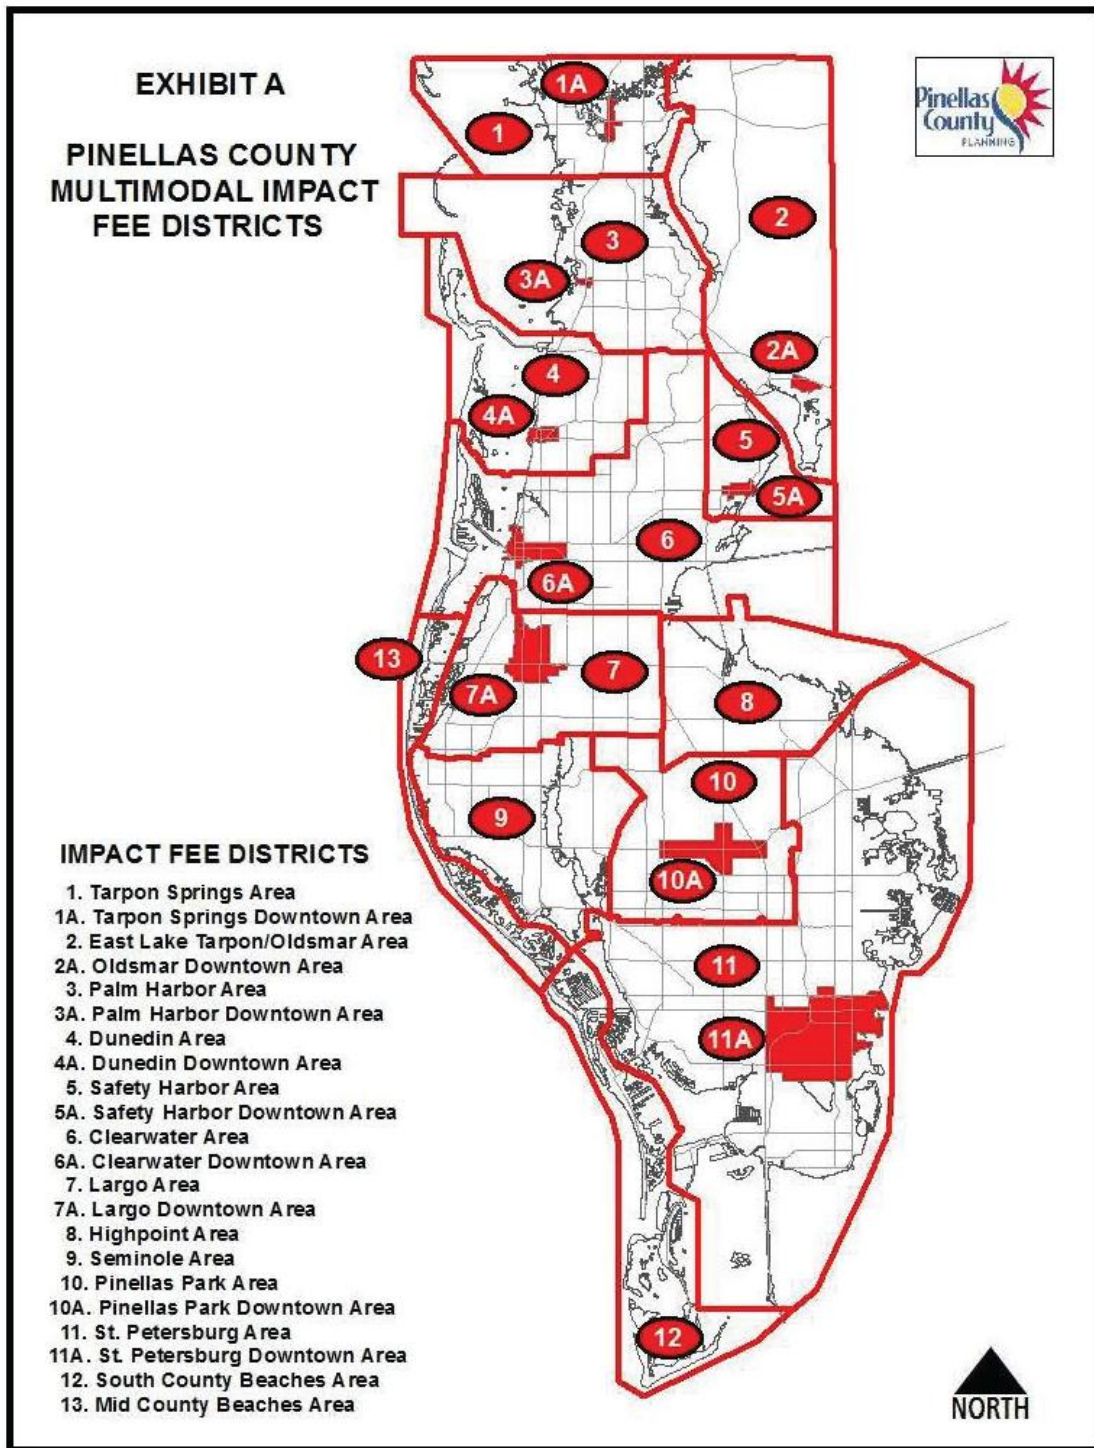 EXHIBIT A
PINELLAS COUNTY
MULTIMODAL IMPACT
FEE DISTRICTS
Pinellas
County
PLANNING
1A
1
2
3
3A
2A
4
4A
5
5A
6
6A
13
7
7A
8
10
9
10A
11
11A
12
IMPACT FEE DISTRICTS
1. Tarpon Springs Area
1A. Tarpon Springs Downtown Area
2. East Lake Tarpon/Oldsmar Area
2A. Oldsmar Downtown Area
3. Palm Harbor Area
3A. Palm Harbor Downtown Area
4. Dunedin Area
4A. Dunedin Downtown Area
5. Safety Harbor Area
5A. Safety Harbor Downtown Area
6. Clearwater Area
6A. Clearwater Downtown Area
7. Largo Area
7A. Largo Downtown Area
8. Highpoint Area
9. Seminole Area
10. Pinellas Park Area
10A. Pinellas Park Downtown Area
11. St. Petersburg Area
11A. St. Petersburg Downtown Area
12. South County Beaches Area
13. Mid County Beaches Area
NORTH